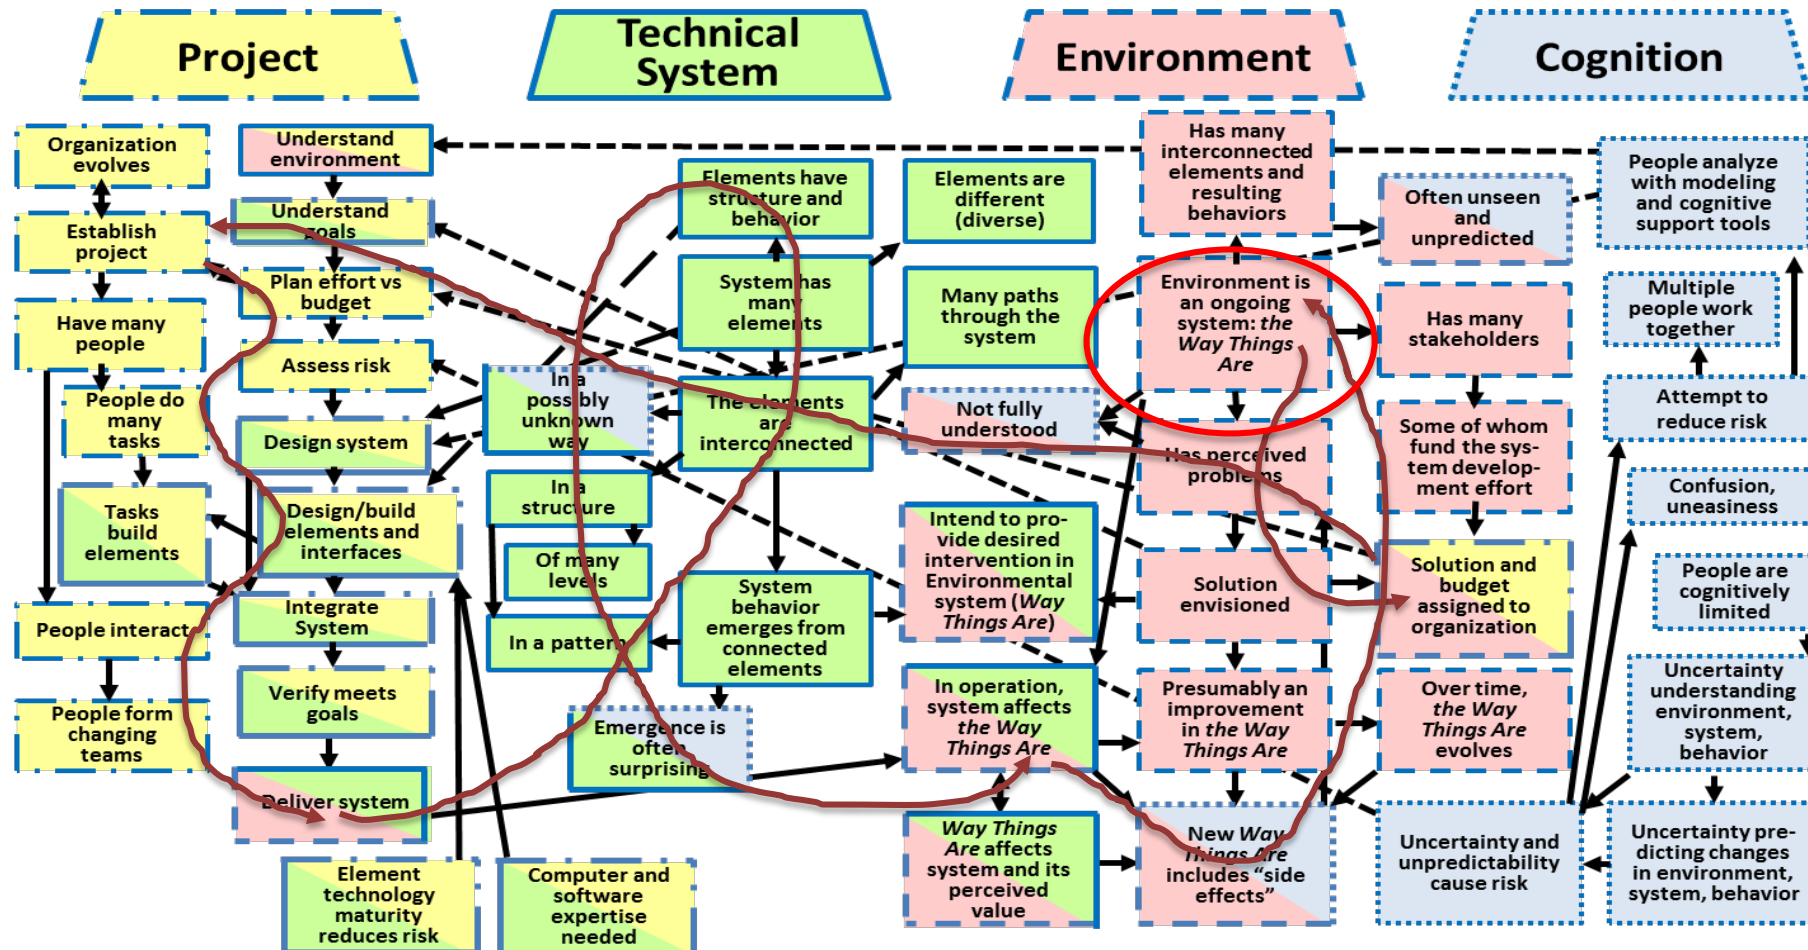 Project
Technical
System
Environment
Cognition
Organization
evolves
Establish
project
Have many
people
People do
many
tasks
Tasks
build
elements
People interact
People form
changing
teams
Understand
environment
Understand
goals
Plan effort vs
budget
Assess risk
Design system
Design/build
elements and
interfaces
Integrate
System
Verify meets
goals
Deliver system
Element
technology
maturity
reduces risk
Computer and
software
expertise
needed
In a
possibly
unknown
way
In a
structure
Of many
levels
In a pattern
Emergence is
often
surprising
Elements have
structure and
behavior
System has
many
elements
The elements
are
interconnected
System
behavior
emerges from
connected
elements
Elements are
different
(diverse)
Many paths
through the
system
Not fully
understood
Intend to pro-
vide desired
intervention in
Environmental
system (Way
Things Are)
In operation,
system affects
the Way
Things Are
Way Things
Are affects
system and its
perceived
value
Has many
interconnected
elements and
resulting
behaviors
Environment is
an ongoing
system: the
Way Things
Are
Has perceived
problems
Solution
envisioned
Presumably an
improvement
in the Way
Things Are
New Way
Things Are
includes “side
effects”
Often unseen
and
unpredicted
Has many
stakeholders
Some of whom
fund the sys-
tem develop-
ment effort
Solution and
budget
assigned to
organization
Over time,
the Way
Things Are
evolves
Uncertainty and
unpredictability
cause risk
People analyze
with modeling
and cognitive
support tools
Multiple
people work
together
Attempt to
reduce risk
Confusion,
uneasiness
People are
cognitively
limited
Uncertainty
understanding
environment,
system,
behavior
Uncertainty pre-
dicting changes
in environment,
system, behavior